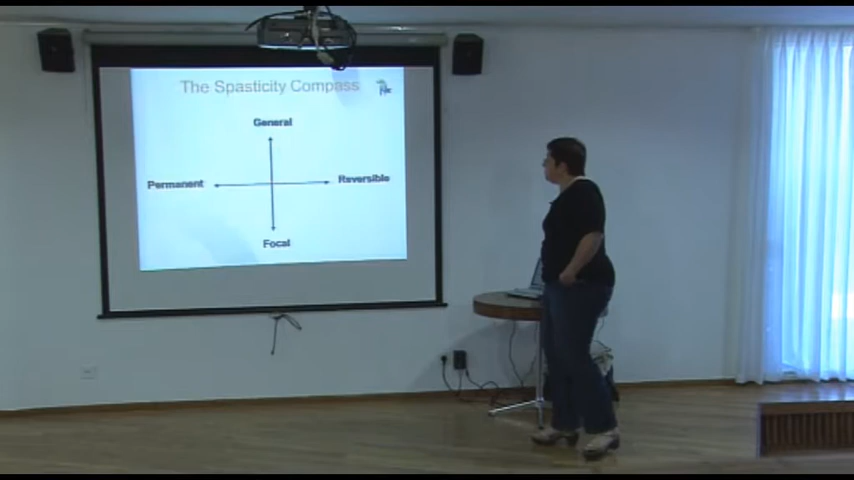 The Spasticity Compass
General
Permanent
Reversible
Focal